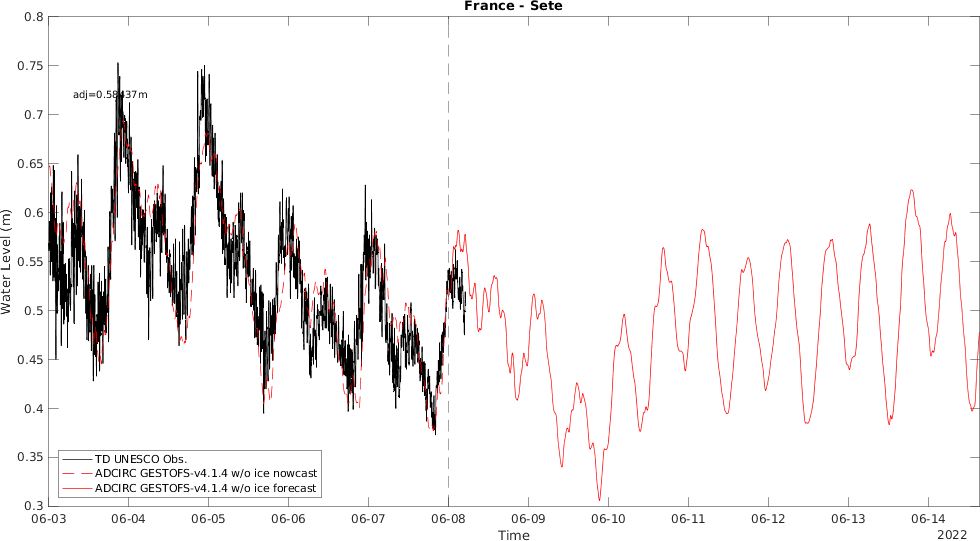 France - Sete
0.8
0.75
0.7
0.65
0.6
0.55
0.5
0.45
0.4
0.35
0.3
Water Level (m)
adj=0.58437m
TD UNESCO Obs.
ADCIRC GESTOFS-v4.1.4 w/o ice nowcast
ADCIRC GESTOFS-v4.1.4 w/o ice forecast
06-03 06-04 06-05 06-06 06-07 06-08 06-09 06-10 06-11 06-12 06-13 06-14
Time
2022